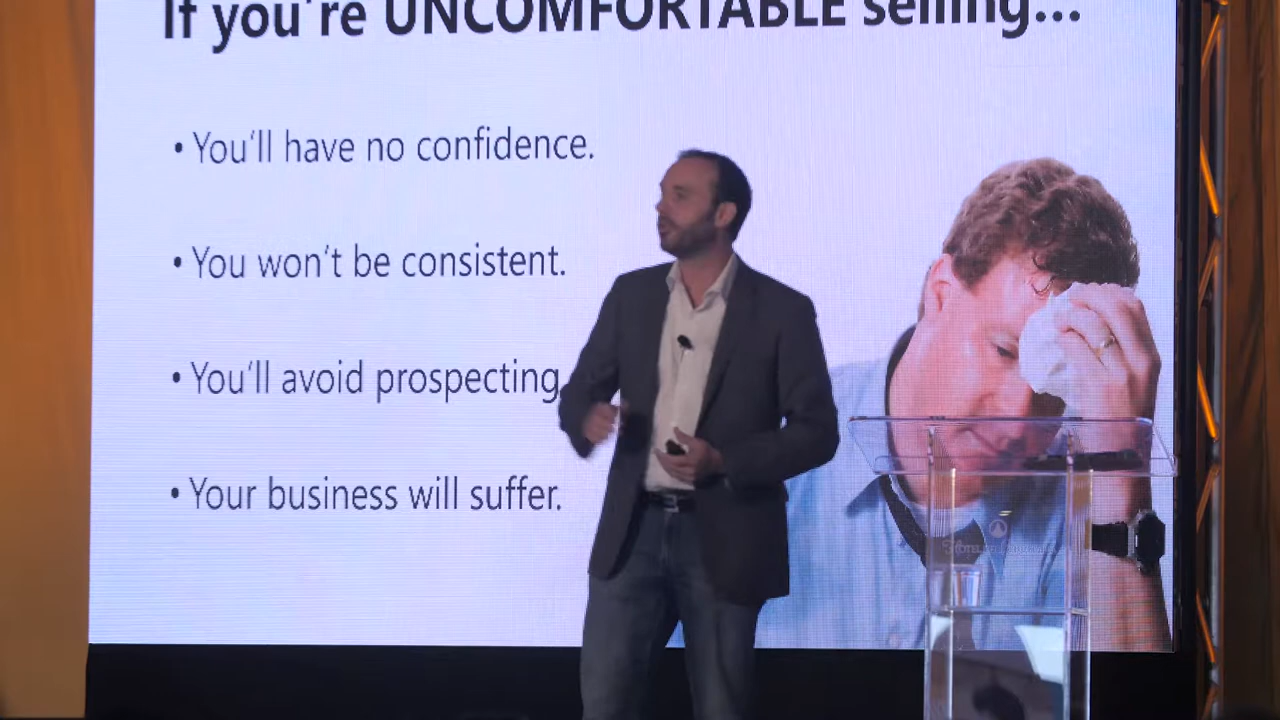 If you're UNCOMFORTABLE selling...
• You'll have no confidence.
• You won't be consistent.
• You'll avoid prospecting
• Your business will suffer.